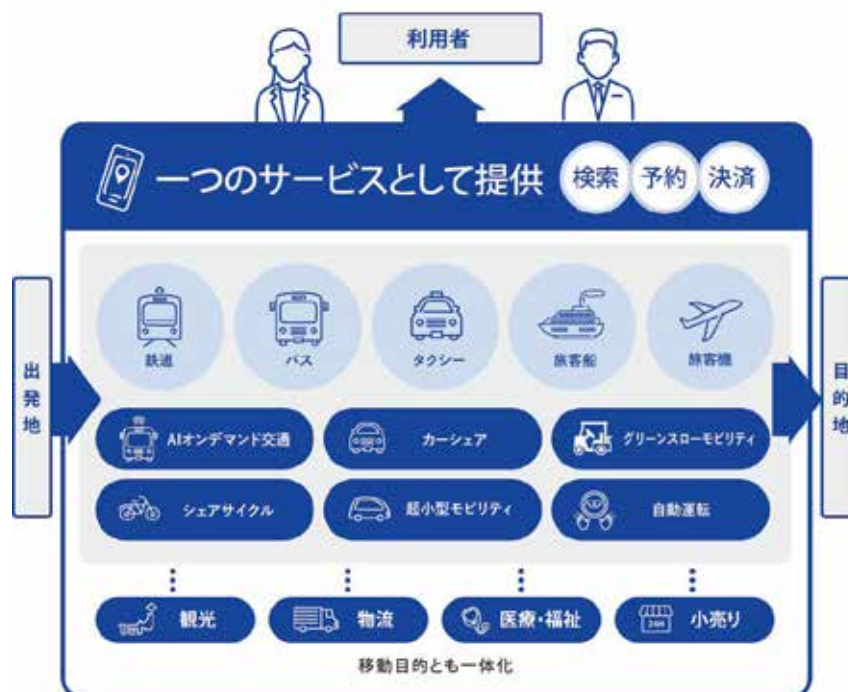 利用者
一つのサービスとして提供
検索
予約
決済
出発地
目的地
鉄道
バス
タクシー
旅客船
旅客機
AIオンデマンド交通
カーシェア
グリーンスローモビリティ
シェアサイクル
超小型モビリティ
自動運転
観光
物流
医療・福祉
小売り
24H
移動目的とも一体化